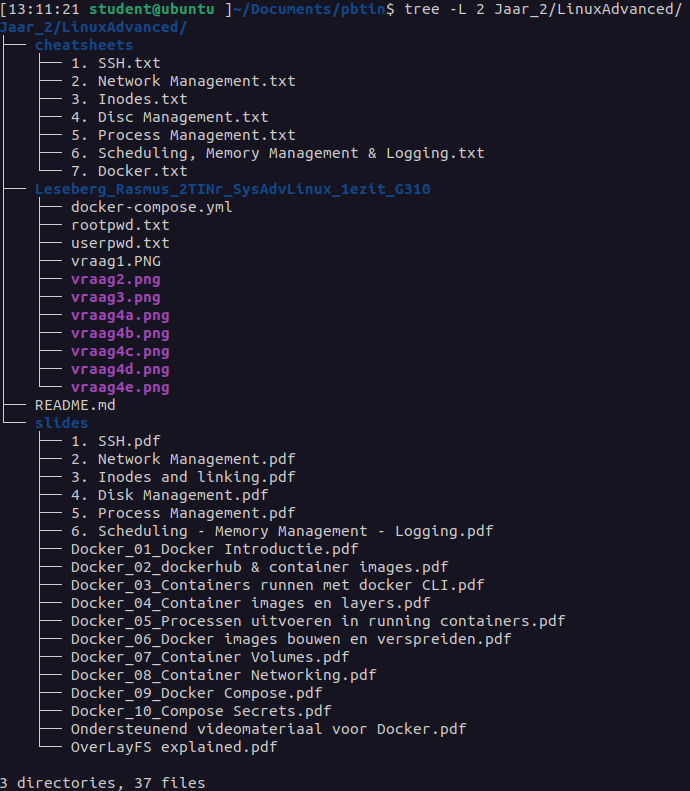 [13:11:21 student@ubuntu ]~/Documents/pbtin$ tree -L 2 Jaar_2/LinuxAdvanced/
Jaar_2/LinuxAdvanced/
├── cheatsheets
│   ├── 1. SSH.txt
│   ├── 2. Network Management.txt
│   ├── 3. Inodes.txt
│   ├── 4. Disc Management.txt
│   ├── 5. Process Management.txt
│   ├── 6. Scheduling, Memory Management & Logging.txt
│   └── 7. Docker.txt
├── Leseberg_Rasmus_2TINr_SysAdvLinux_1ezit_G310
│   ├── docker-compose.yml
│   ├── rootpwd.txt
│   ├── userpwd.txt
│   ├── vraag1.PNG
│   ├── vraag2.png
│   ├── vraag3.png
│   ├── vraag4a.png
│   ├── vraag4b.png
│   ├── vraag4c.png
│   ├── vraag4d.png
│   └── vraag4e.png
├── README.md
└── slides
    ├── 1. SSH.pdf
    ├── 2. Network Management.pdf
    ├── 3. Inodes and linking.pdf
    ├── 4. Disk Management.pdf
    ├── 5. Process Management.pdf
    ├── 6. Scheduling - Memory Management - Logging.pdf
    ├── Docker_01_Docker Introductie.pdf
    ├── Docker_02_dockerhub & container images.pdf
    ├── Docker_03_Containers runnen met docker CLI.pdf
    ├── Docker_04_Container images en layers.pdf
    ├── Docker_05_Processen uitvoeren in running containers.pdf
    ├── Docker_06_Docker images bouwen en verspreiden.pdf
    ├── Docker_07_Container Volumes.pdf
    ├── Docker_08_Container Networking.pdf
    ├── Docker_09_Docker Compose.pdf
    ├── Docker_10_Compose Secrets.pdf
    ├── Ondersteunend videomateriaal voor Docker.pdf
    └── OverLayFS explained.pdf

3 directories, 37 files